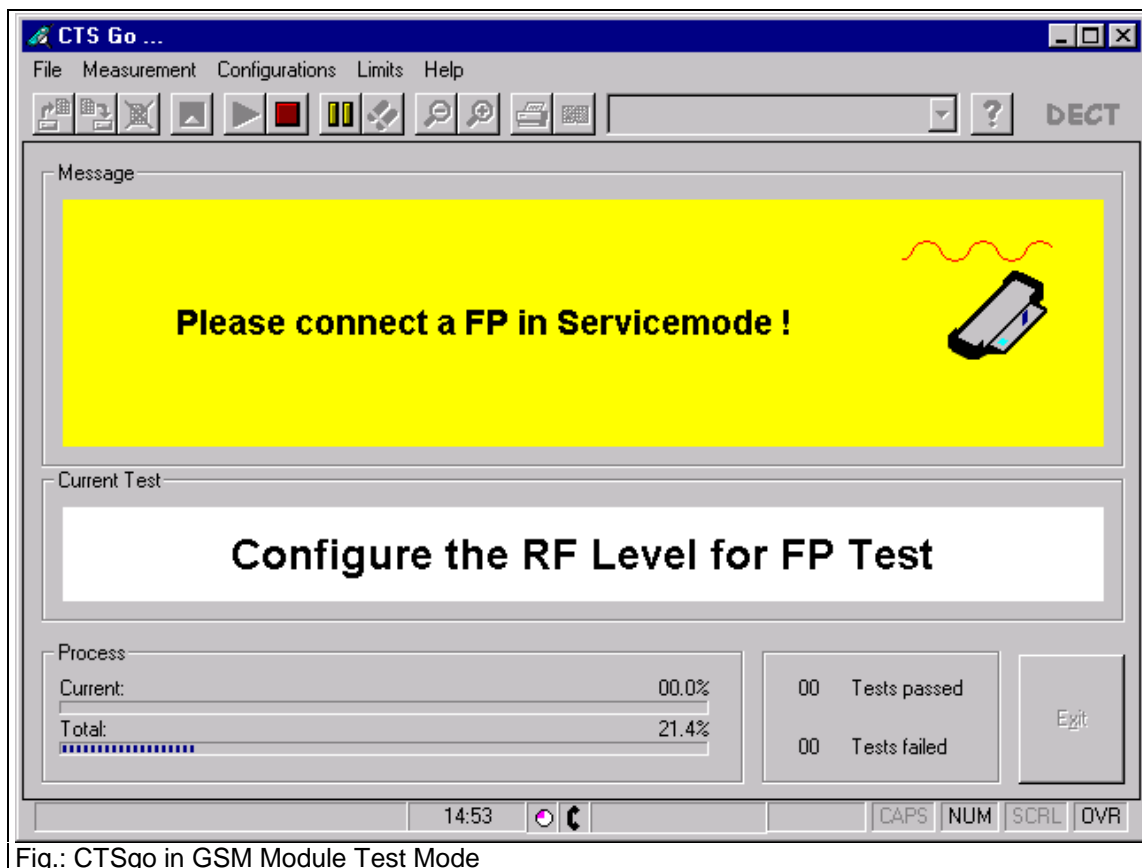 CTS Go ...
File Measurement Configurations Limits Help
? DECT
Message
Please connect a FP in Servicemode !
Current Test
Configure the RF Level for FP Test
Process
Current: 00.0%
Total: 21.4%
00 Tests passed
00 Tests failed
Exit
14:53 CAPS NUM SCRL OVR
Fig.: CTSgo in GSM Module Test Mode